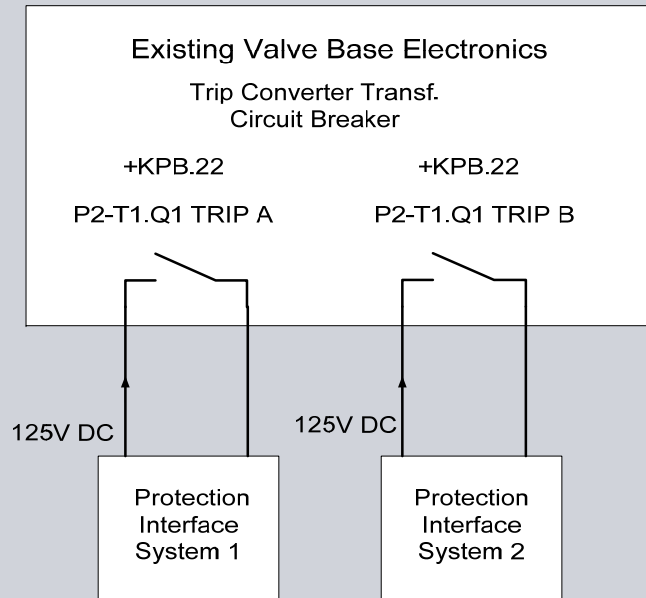 Existing Valve Base Electronics
Trip Converter Transf.
Circuit Breaker
+KPB.22
+KPB.22
P2-T1.Q1 TRIP A
P2-T1.Q1 TRIP B
125V DC
125V DC
Protection
Interface
System 1
Protection
Interface
System 2